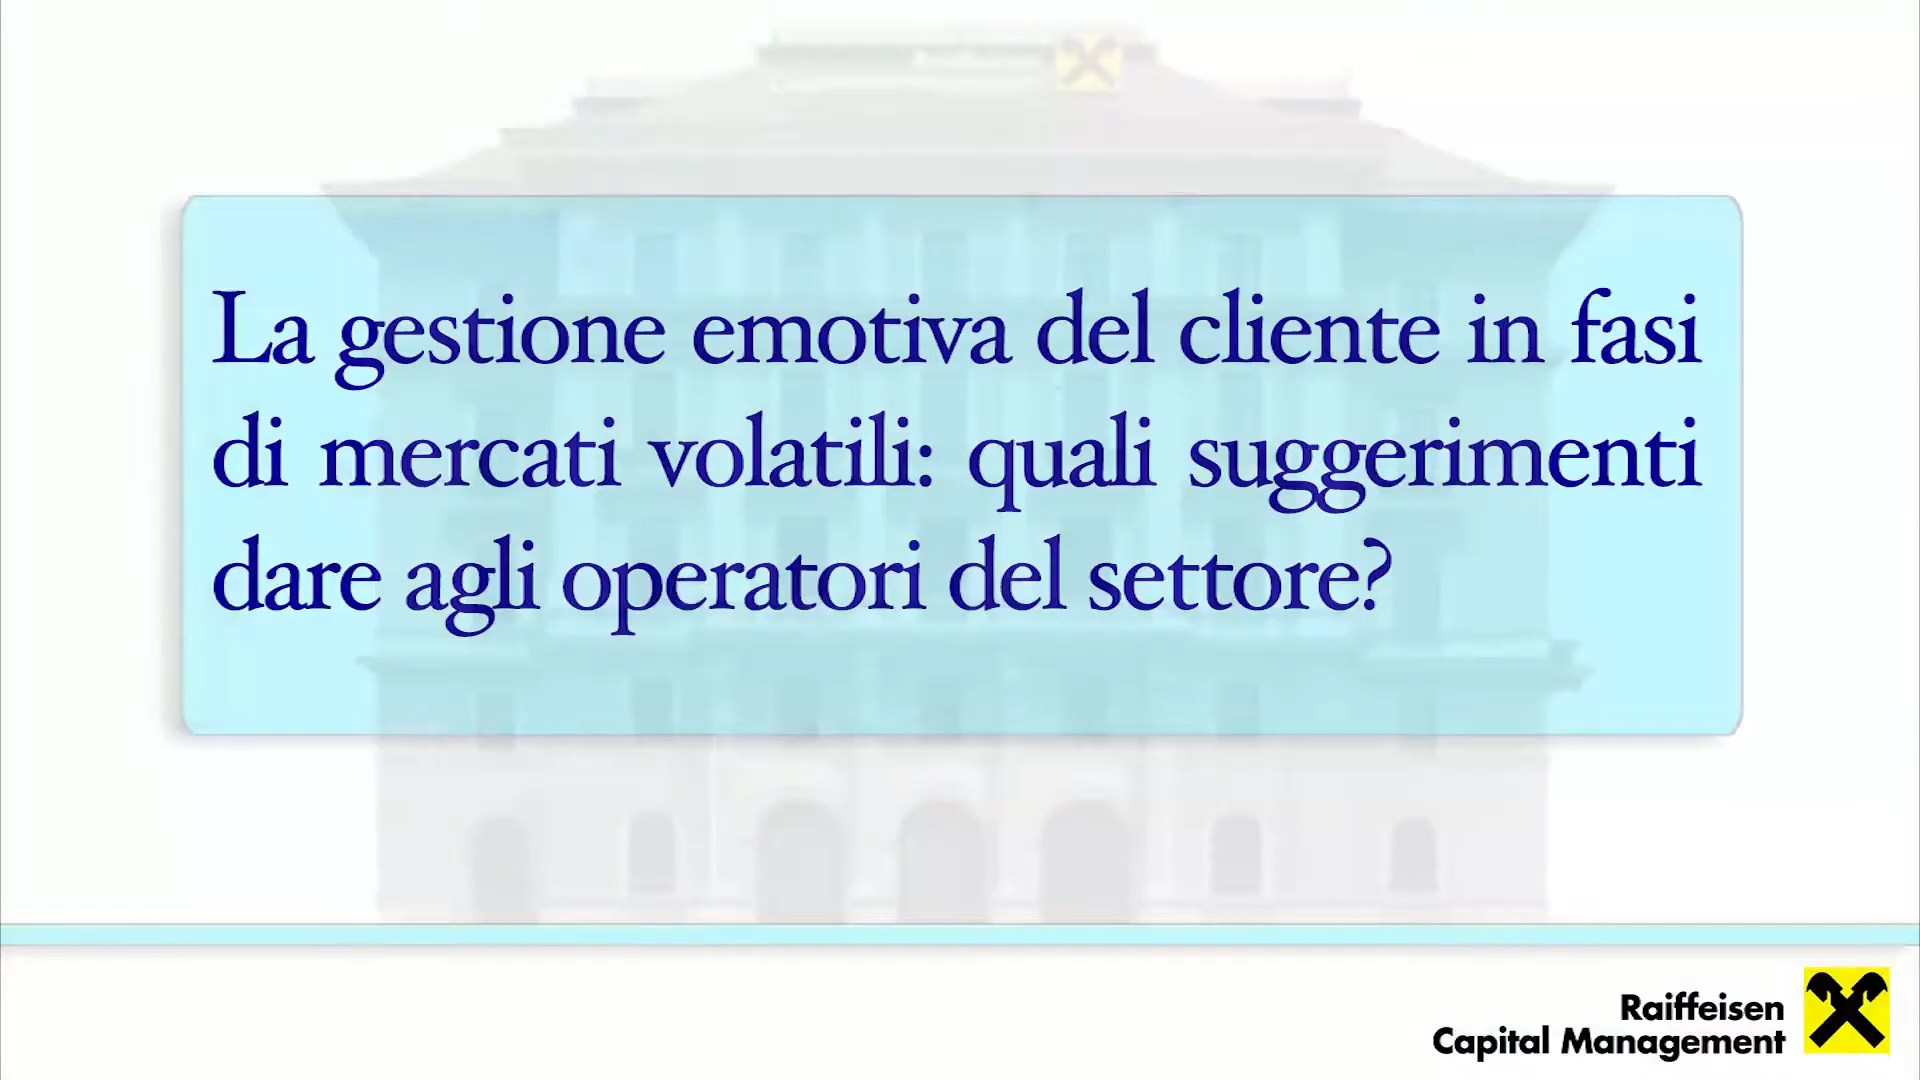 La gestione emotiva del cliente in fasi
di mercati volatili: quali suggerimenti
dare agli operatori del settore?
Raiffeisen
Capital Management